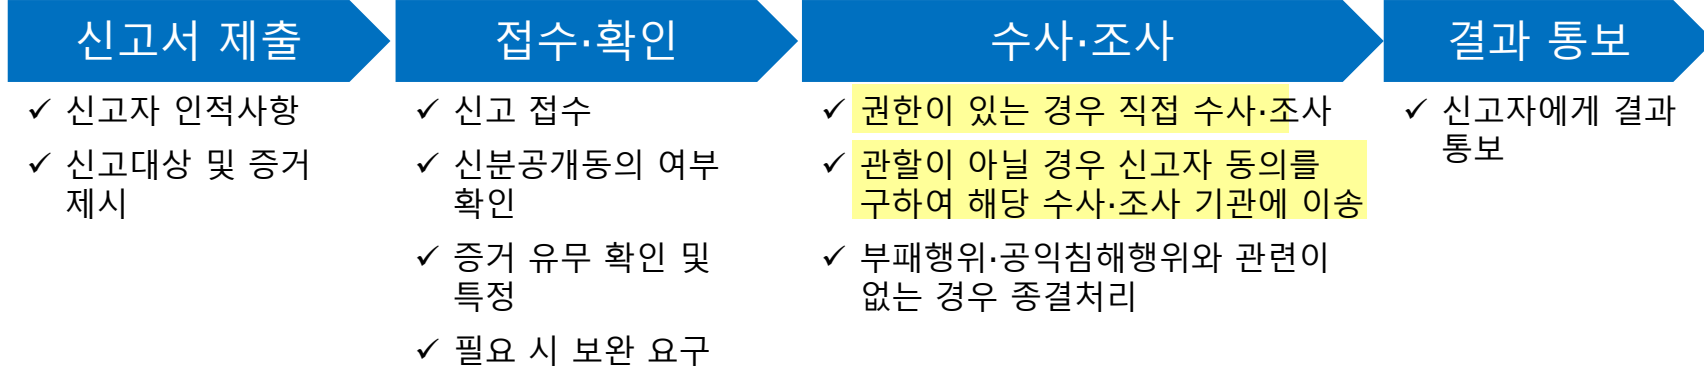 신고서 제출
✓ 신고자 인적사항
✓ 신고대상 및 증거
제시
접수·확인
✓ 신고 접수
✓ 신분공개동의 여부
확인
✓ 증거 유무 확인 및
특정
✓ 필요 시 보완 요구
수사·조사
✓ 권한이 있는 경우 직접 수사·조사
✓ 관할이 아닐 경우 신고자 동의를
구하여 해당 수사·조사 기관에 이송
✓ 부패행위·공익침해행위와 관련이
없는 경우 종결처리
결과 통보
✓ 신고자에게 결과
통보